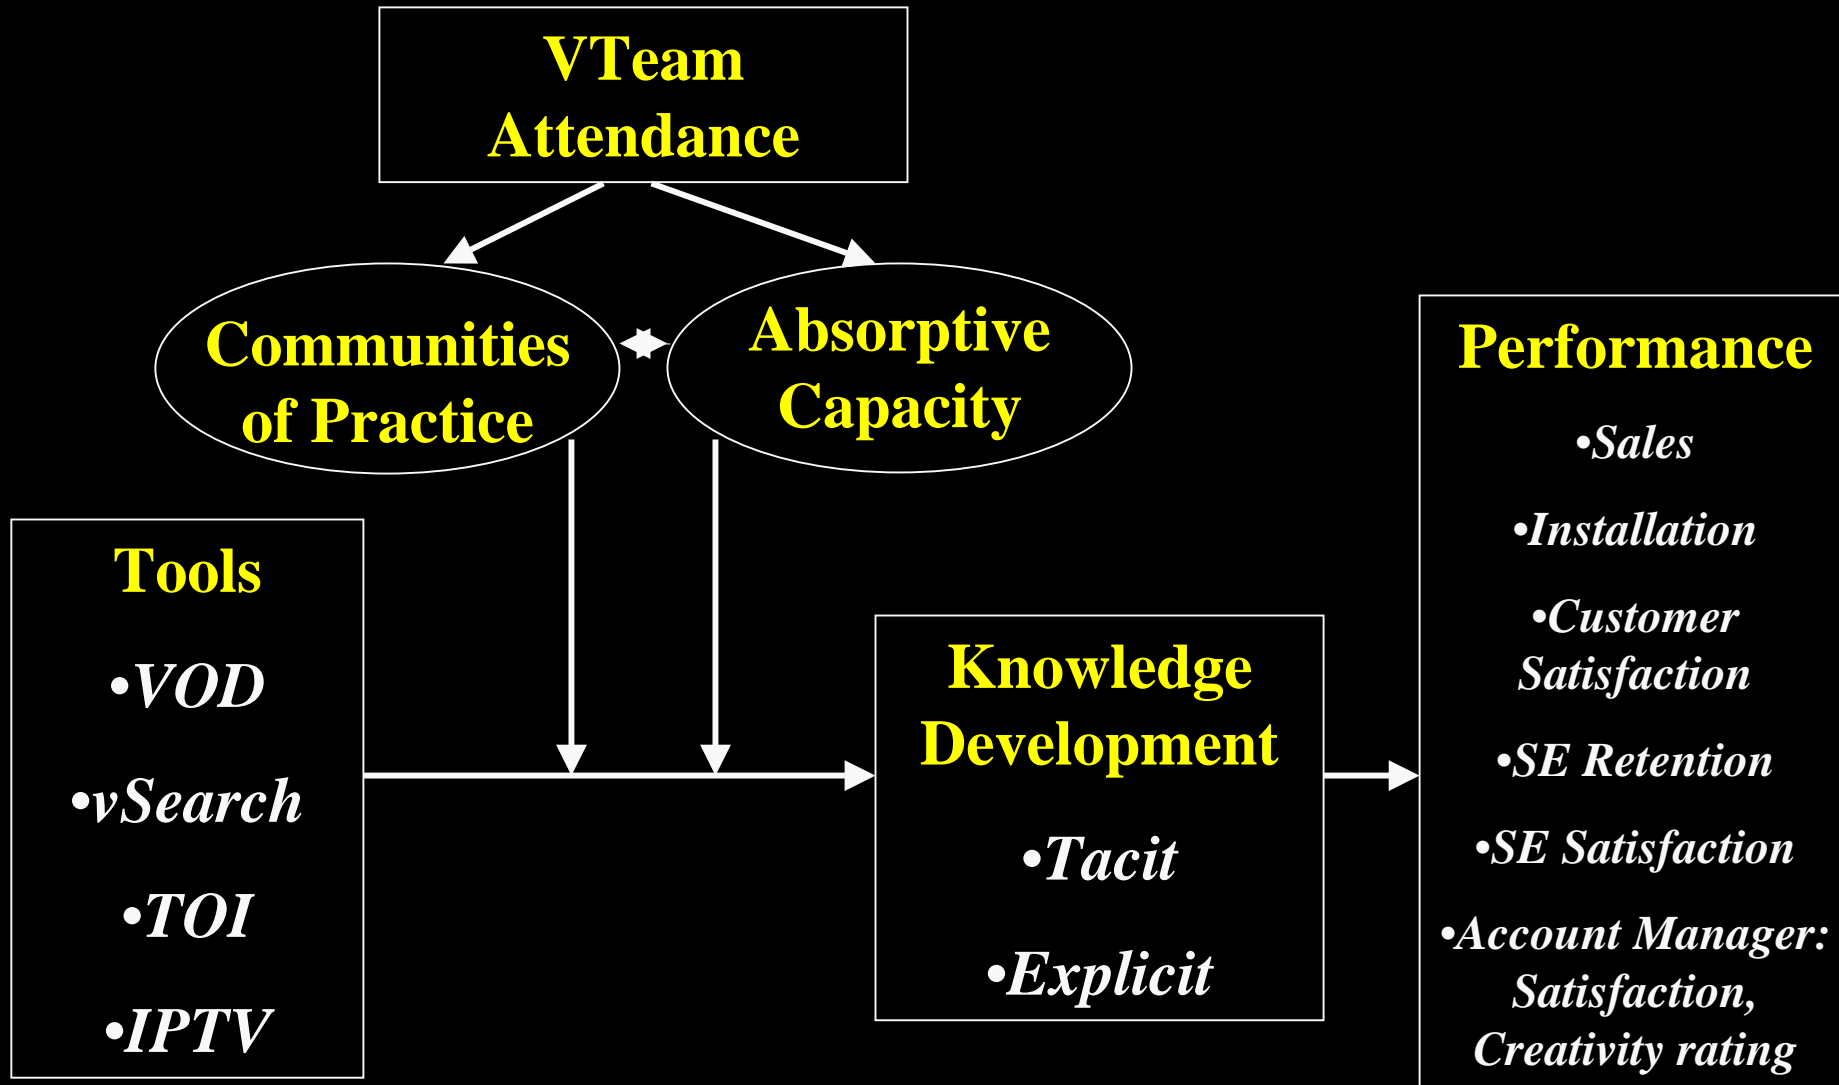 VTeam
Attendance
Communities
of Practice
Absorptive
Capacity
Tools
•VOD
•vSearch
•TOI
•IPTV
Knowledge
Development
•Tacit
•Explicit
Performance
•Sales
•Installation
•Customer
Satisfaction
•SE Retention
•SE Satisfaction
•Account Manager:
Satisfaction,
Creativity rating